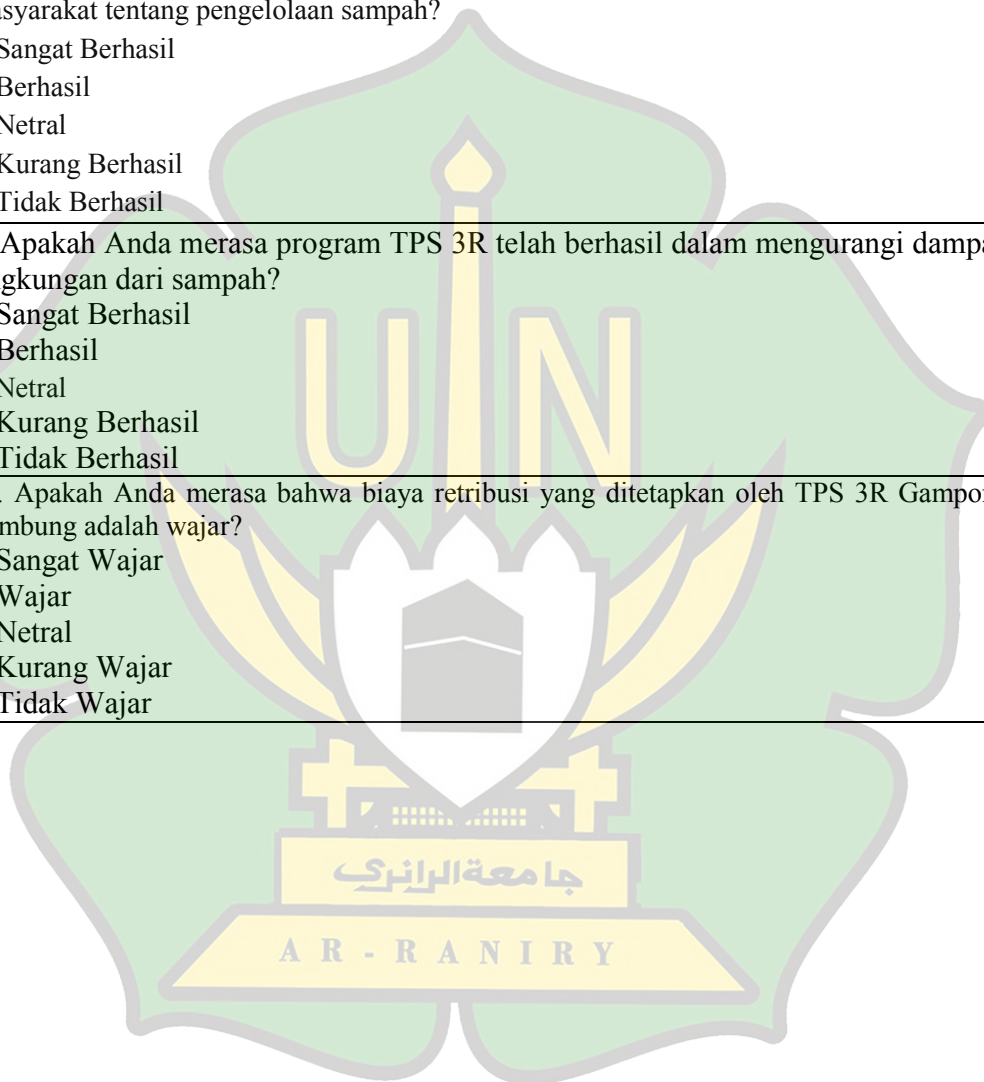 asyarakat tentang pengelolaan sampah?
Sangat Berhasil
Berhasil
Netral
Kurang Berhasil
Tidak Berhasil
Apakah Anda merasa program TPS 3R telah berhasil dalam mengurangi dampa
gkungan dari sampah?
Sangat Berhasil
Berhasil
Netral
Kurang Berhasil
Tidak Berhasil
. Apakah Anda merasa bahwa biaya retribusi yang ditetapkan oleh TPS 3R Gampon
mbung adalah wajar?
Sangat Wajar
Wajar
Netral
Kurang Wajar
Tidak Wajar
UIN
جامعة الرانري
AR-RANIRY